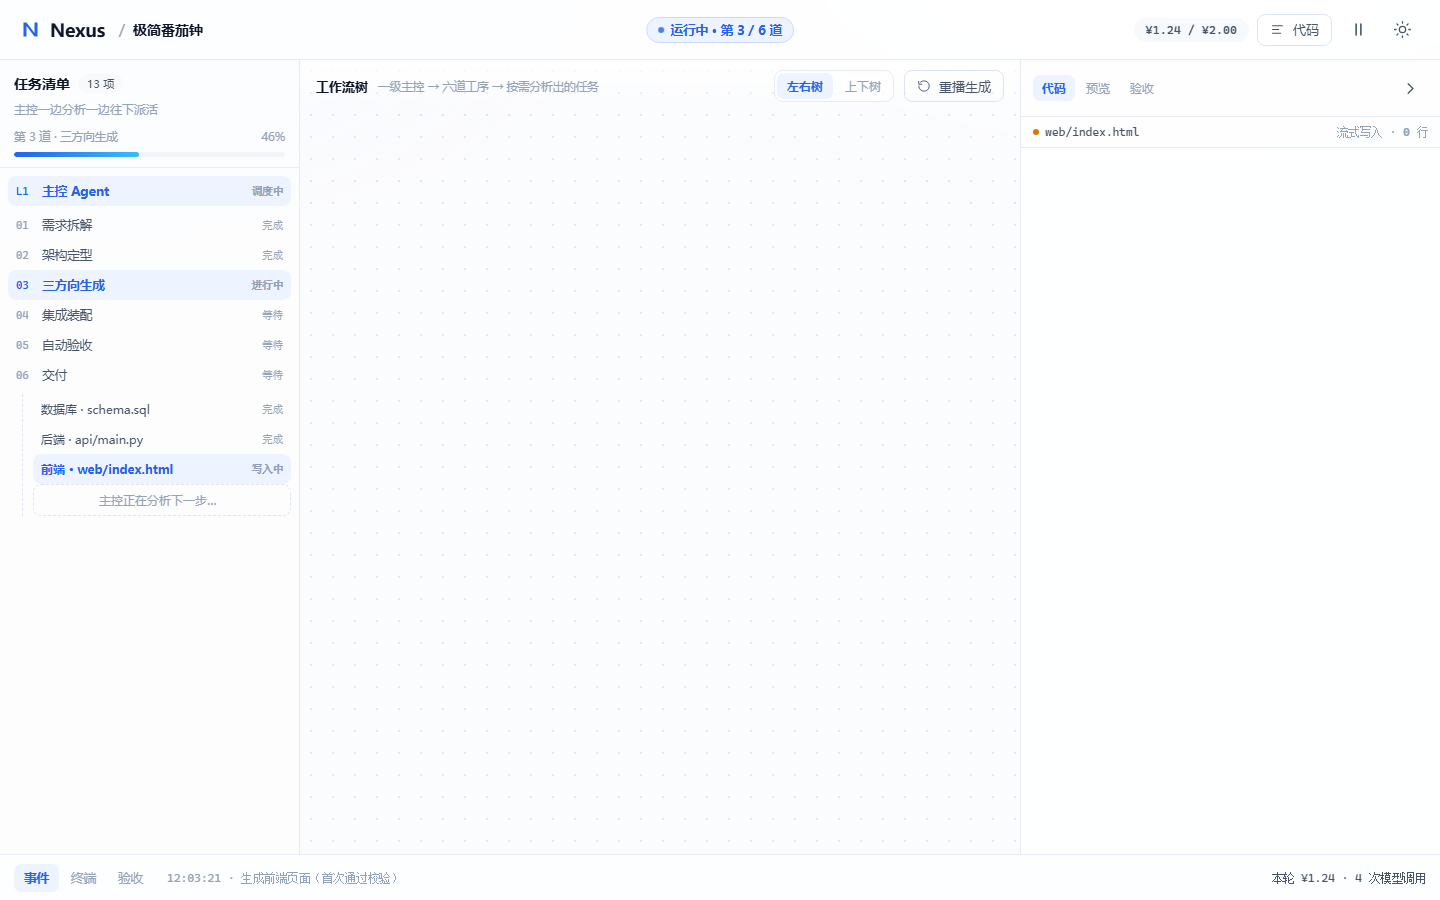 Nexus / 极简番茄钟
运行中 • 第 3 / 6 道
¥1.24 / ¥2.00
代码
任务清单 13 项
主控一边分析一边往下派活
第 3 道 · 三方向生成 46%
L1 主控 Agent 调度中
01 需求拆解 完成
02 架构定型 完成
03 三方向生成 进行中
04 集成装配 等待
05 自动验收 等待
06 交付 等待
数据库 · schema.sql 完成
后端 · api/main.py 完成
前端 • web/index.html 写入中
主控正在分析下一步...
工作流树 一级主控 → 六道工序 → 按需分析出的任务
左右树 上下树
重播生成
代码 预览 验收
web/index.html 流式写入 · 0 行
事件 终端 验收 12:03:21 · 生成前端页面（首次通过校验）
本轮 ¥1.24 · 4 次模型调用